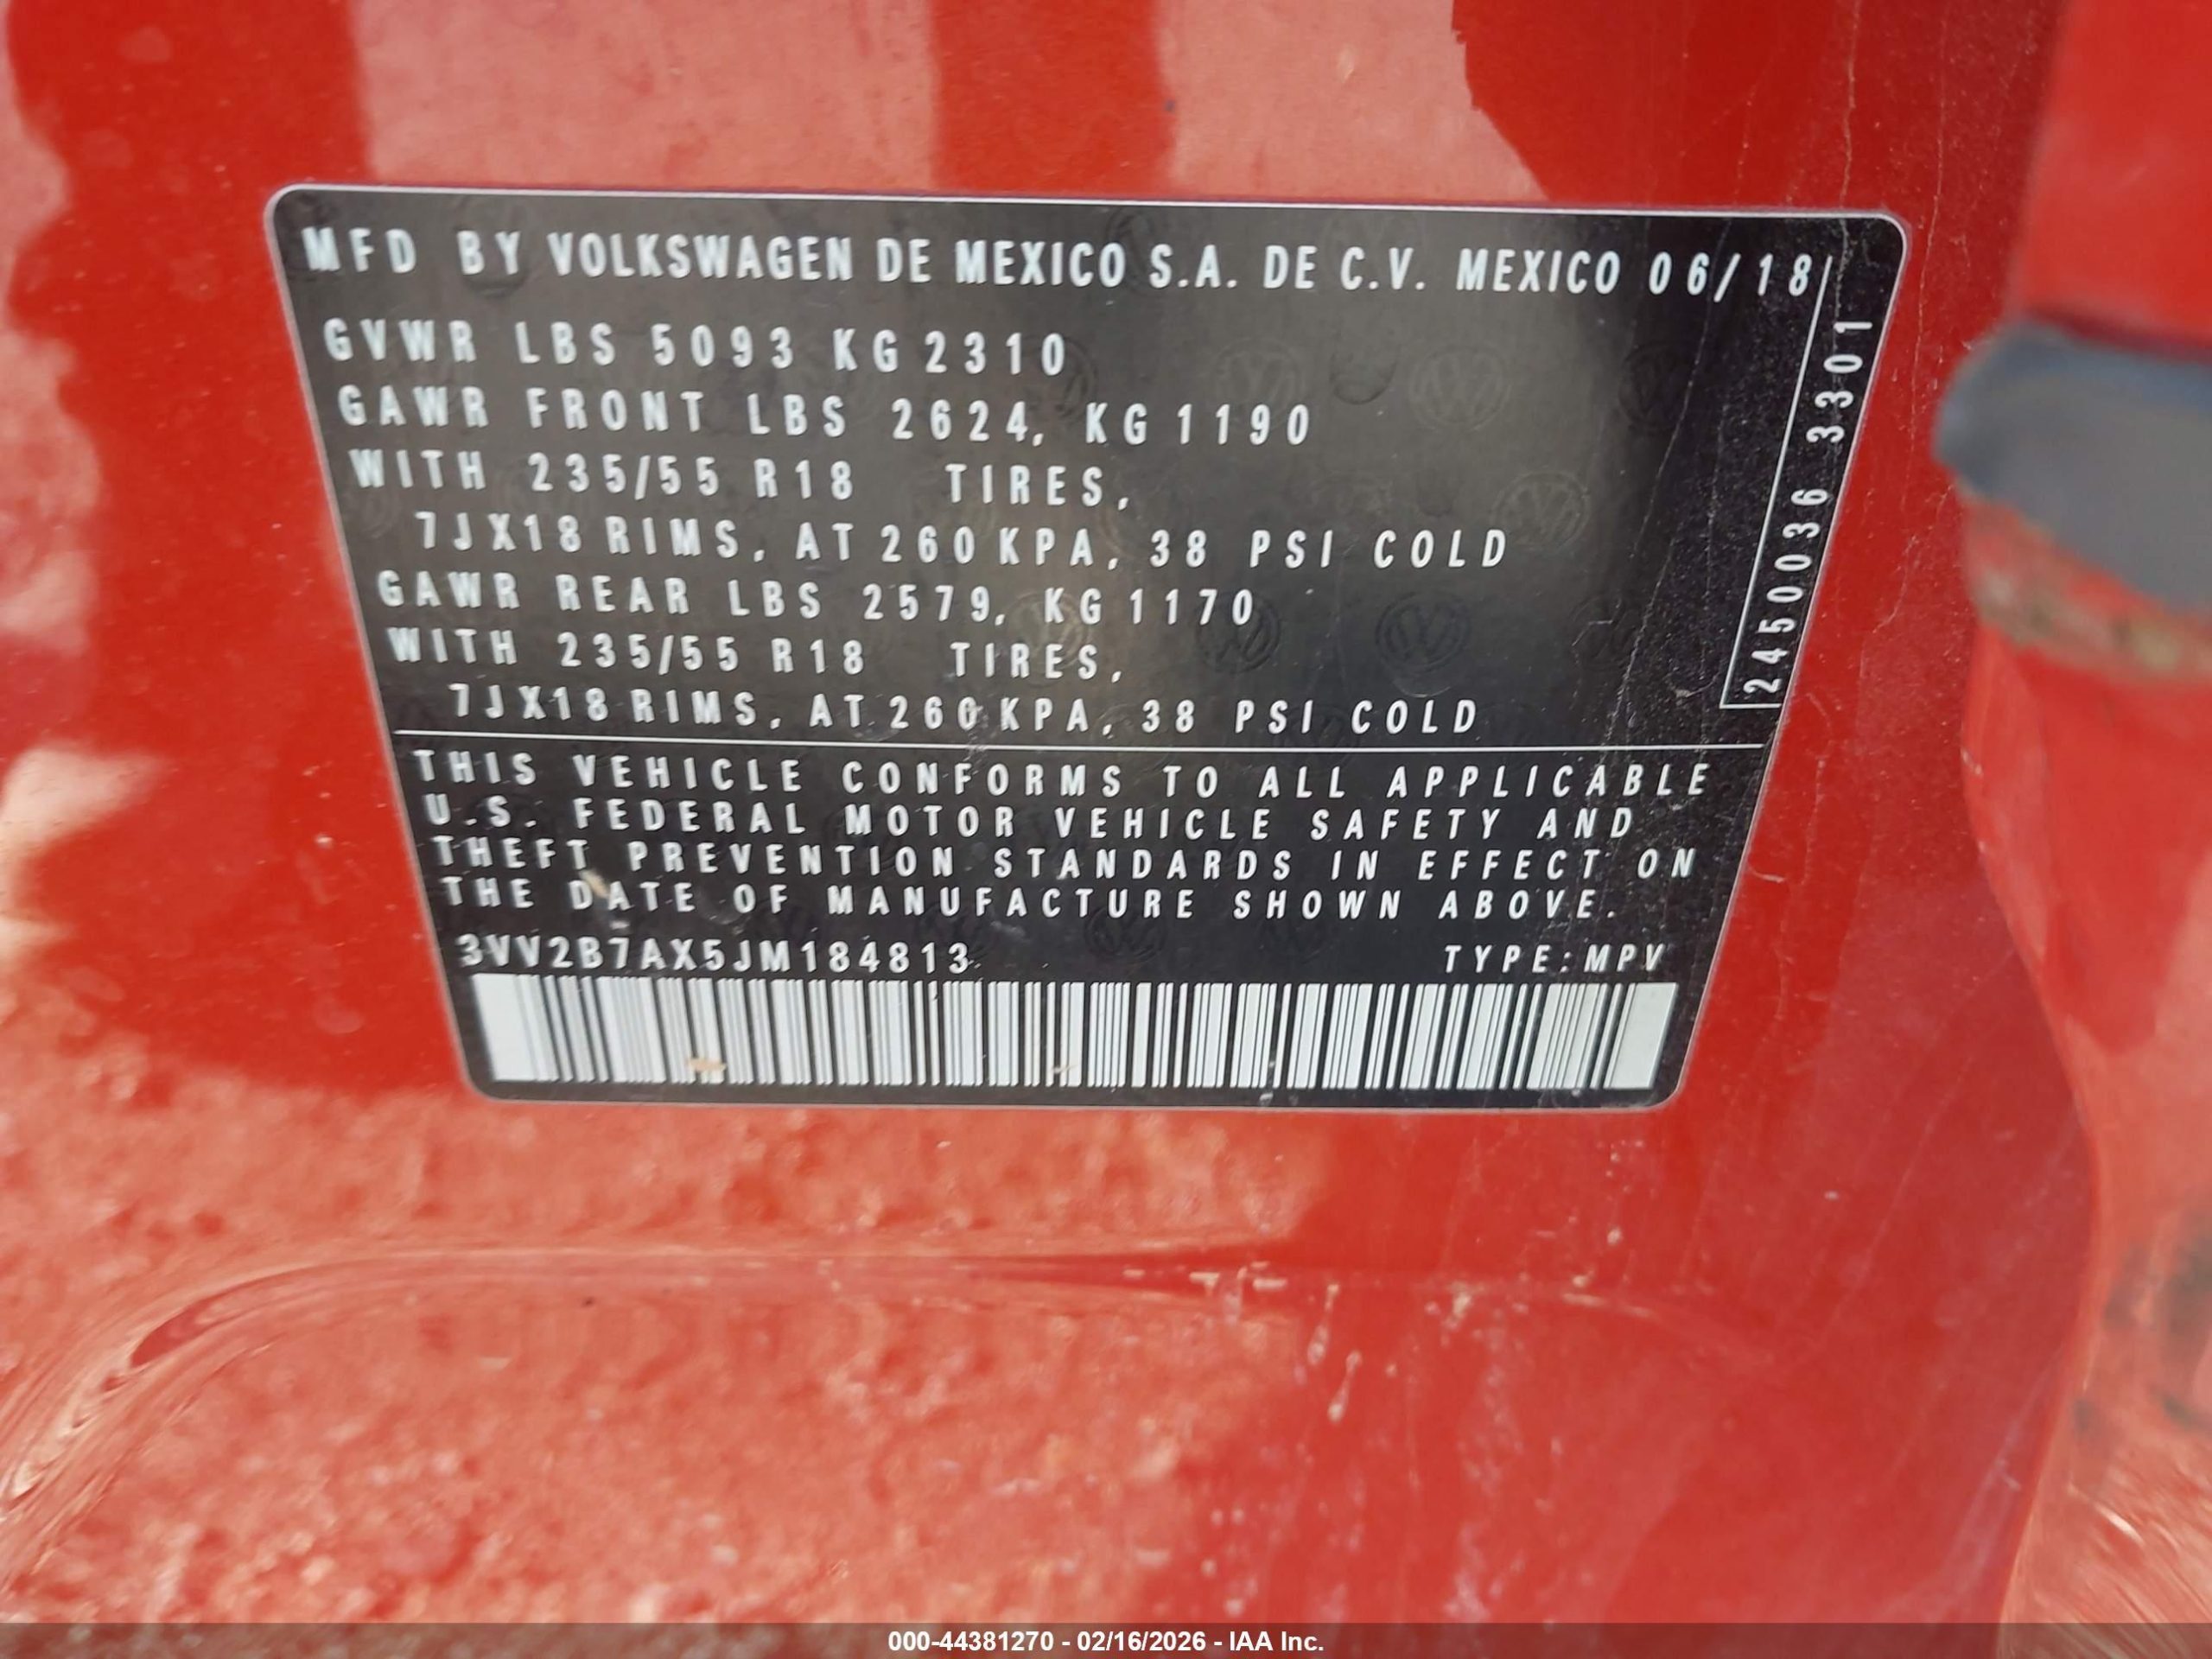 MFD BY VOLKSWAGEN DE MEXICO S.A. DE C.V. MEXICO 06/18
GVWR LBS 5093 KG 2310
GAWR FRONT LBS 2624, KG 1190
WITH 235/55 R18 TIRES,
7JX18 RIMS, AT 260 KPA, 38 PSI COLD
GAWR REAR LBS 2579, KG 1170
WITH 235/55 R18 TIRES,
7JX18 RIMS, AT 260 KPA, 38 PSI COLD
2450036 3301
THIS VEHICLE CONFORMS TO ALL APPLICABLE
U.S. FEDERAL MOTOR VEHICLE SAFETY AND
THEFT PREVENTION STANDARDS IN EFFECT ON
THE DATE OF MANUFACTURE SHOWN ABOVE.
3VV2B7AX5JM184813 TYPE:MPV
000-44381270 - 02/16/2026 - IAA Inc.